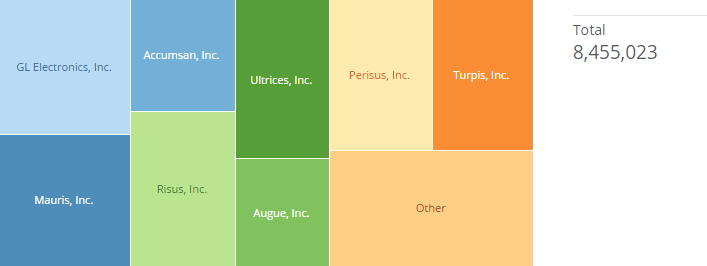 GL Electronics, Inc.
Accumsan, Inc.
Ultrices, Inc.
Perisus, Inc.
Turpis, Inc.
Total
8,455,023
Mauris, Inc.
Risus, Inc.
Augue, Inc.
Other